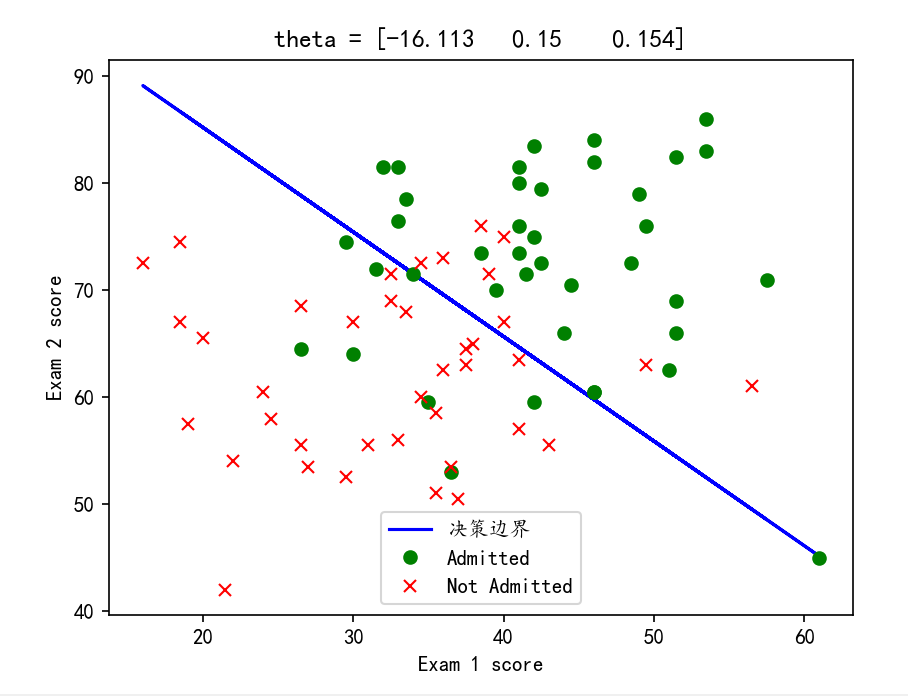 theta = [-16.113 0.15 0.154]
90
80
70
60
50
40
Exam 2 score
决策边界
Admitted
Not Admitted
20 30 40 50 60
Exam 1 score